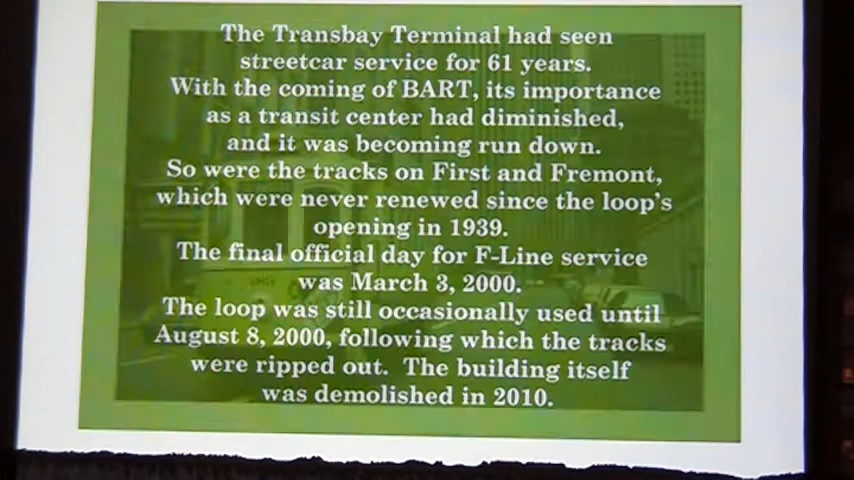 The Transbay Terminal had seen
streetcar service for 61 years.
With the coming of BART, its importance
as a transit center had diminished,
and it was becoming run down.
So were the tracks on First and Fremont,
which were never renewed since the loop's
opening in 1939.
The final official day for F-Line service
was March 3, 2000.
The loop was still occasionally used until
August 8, 2000, following which the tracks
were ripped out.  The building itself
was demolished in 2010.